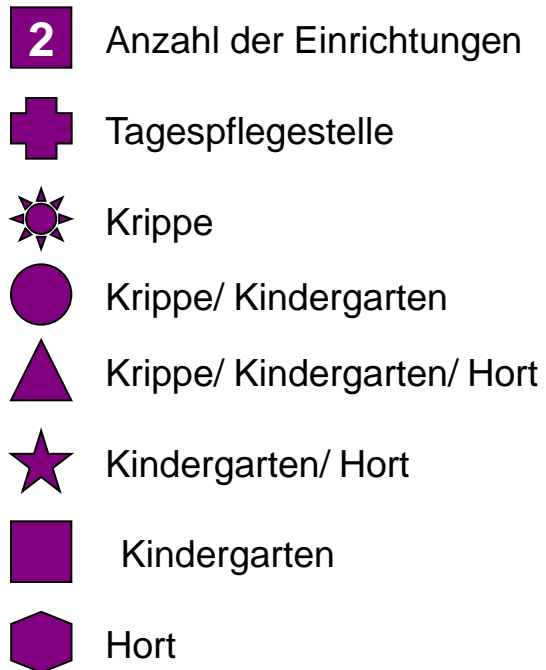 2 Anzahl der Einrichtungen
Tagespflegestelle
Krippe
Krippe/ Kindergarten
Krippe/ Kindergarten/ Hort
Kindergarten/ Hort
Kindergarten
Hort